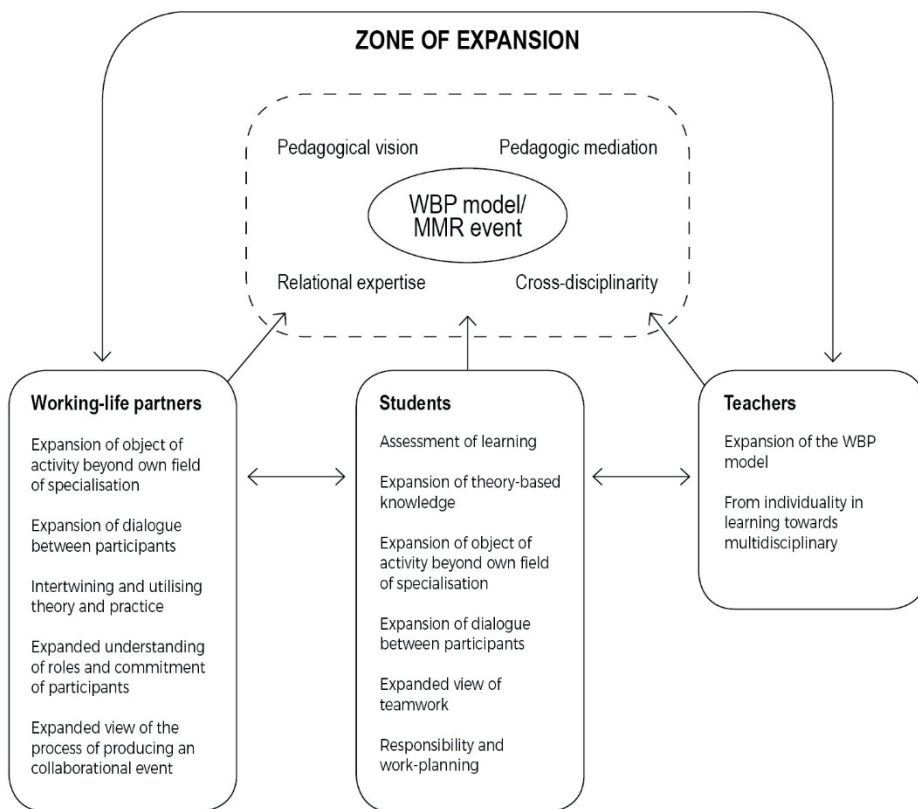 ZONE OF EXPANSION
Pedagogical vision
Pedagogic mediation
WBP model/
MMR event
Relational expertise
Cross-disciplinarity
Working-life partners
Expansion of object of
activity beyond own field
of specialisation
Expansion of dialogue
between participants
Intertwining and utilising
theory and practice
Expanded understanding
of roles and commitment
of participants
Expanded view of the
process of producing an
collaborational event
Students
Assessment of learning
Expansion of theory-based
knowledge
Expansion of object of
activity beyond own field
of specialisation
Expansion of dialogue
between participants
Expanded view of
teamwork
Responsibility and
work-planning
Teachers
Expansion of the WBP
model
From individuality in
learning towards
multidisciplinary